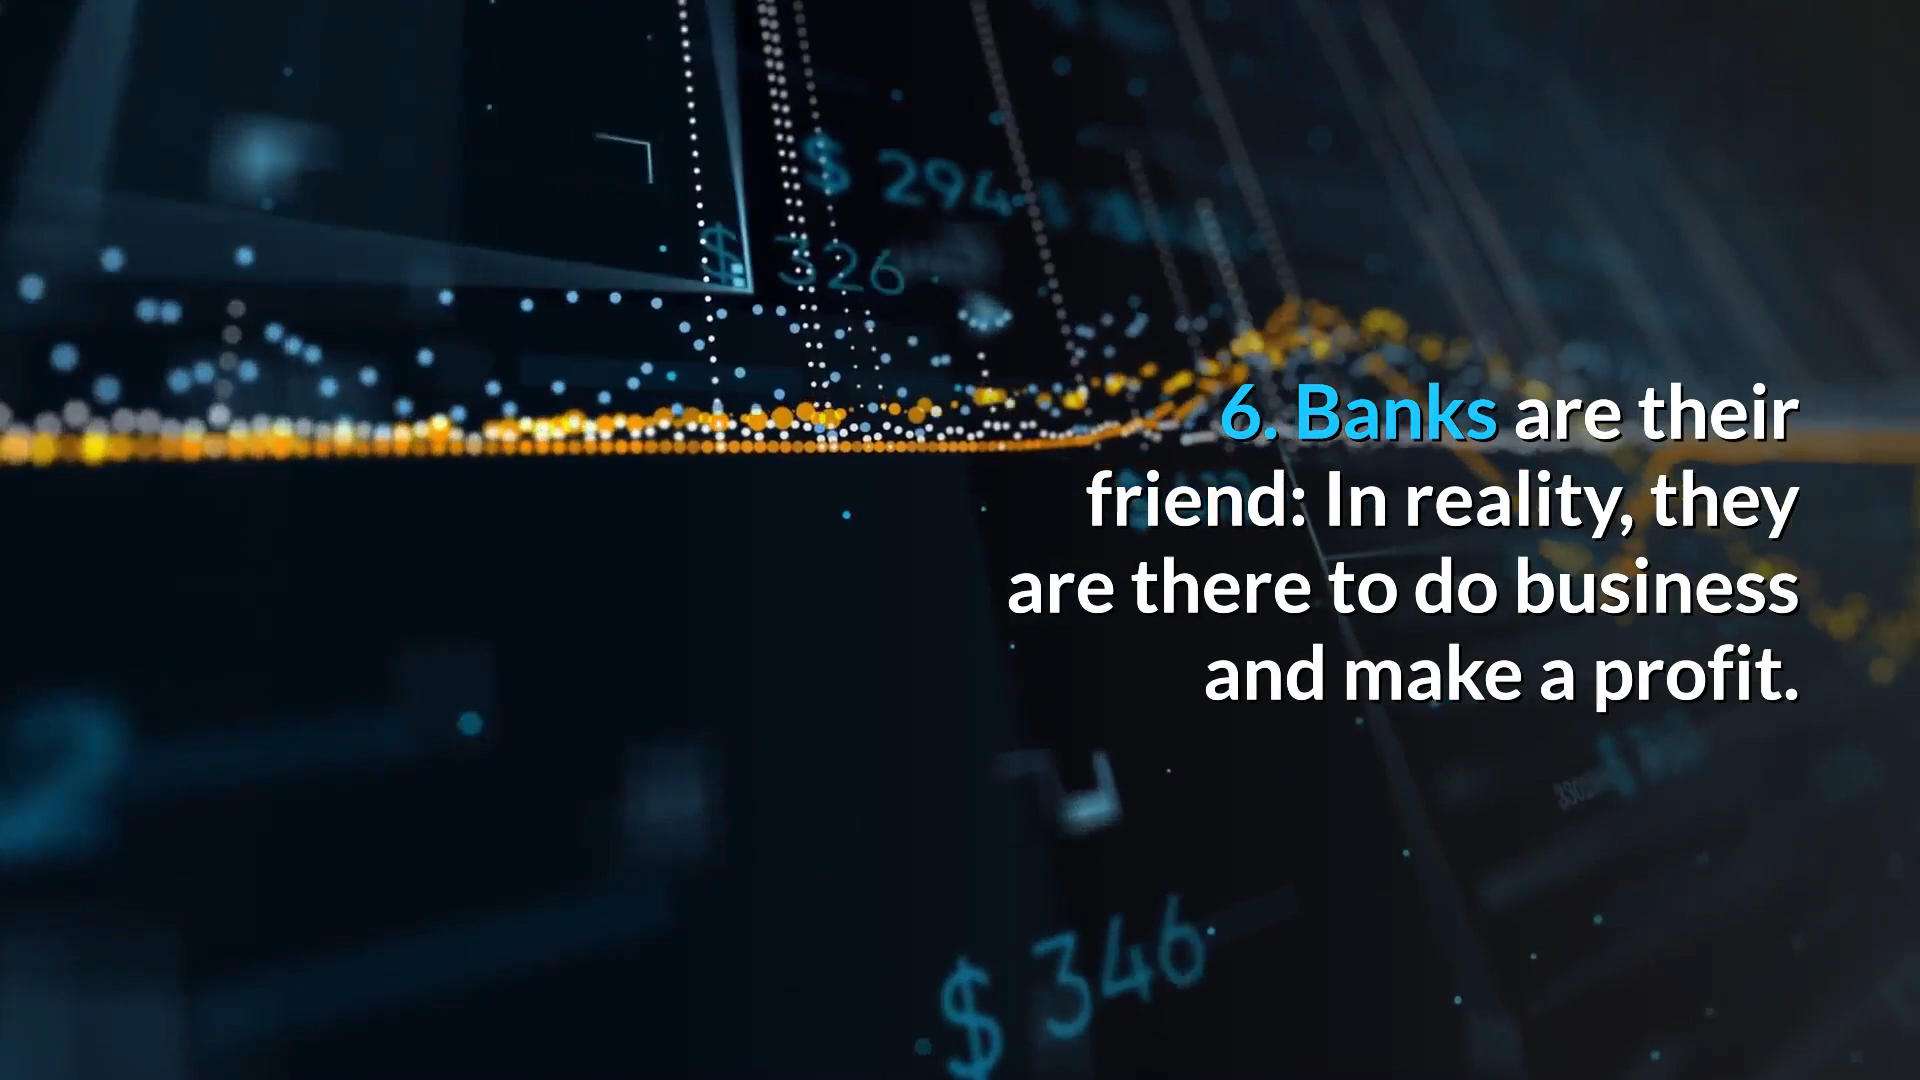 $ 294
$ 326
6. Banks are their
friend: In reality, they
are there to do business
and make a profit.
$ 346